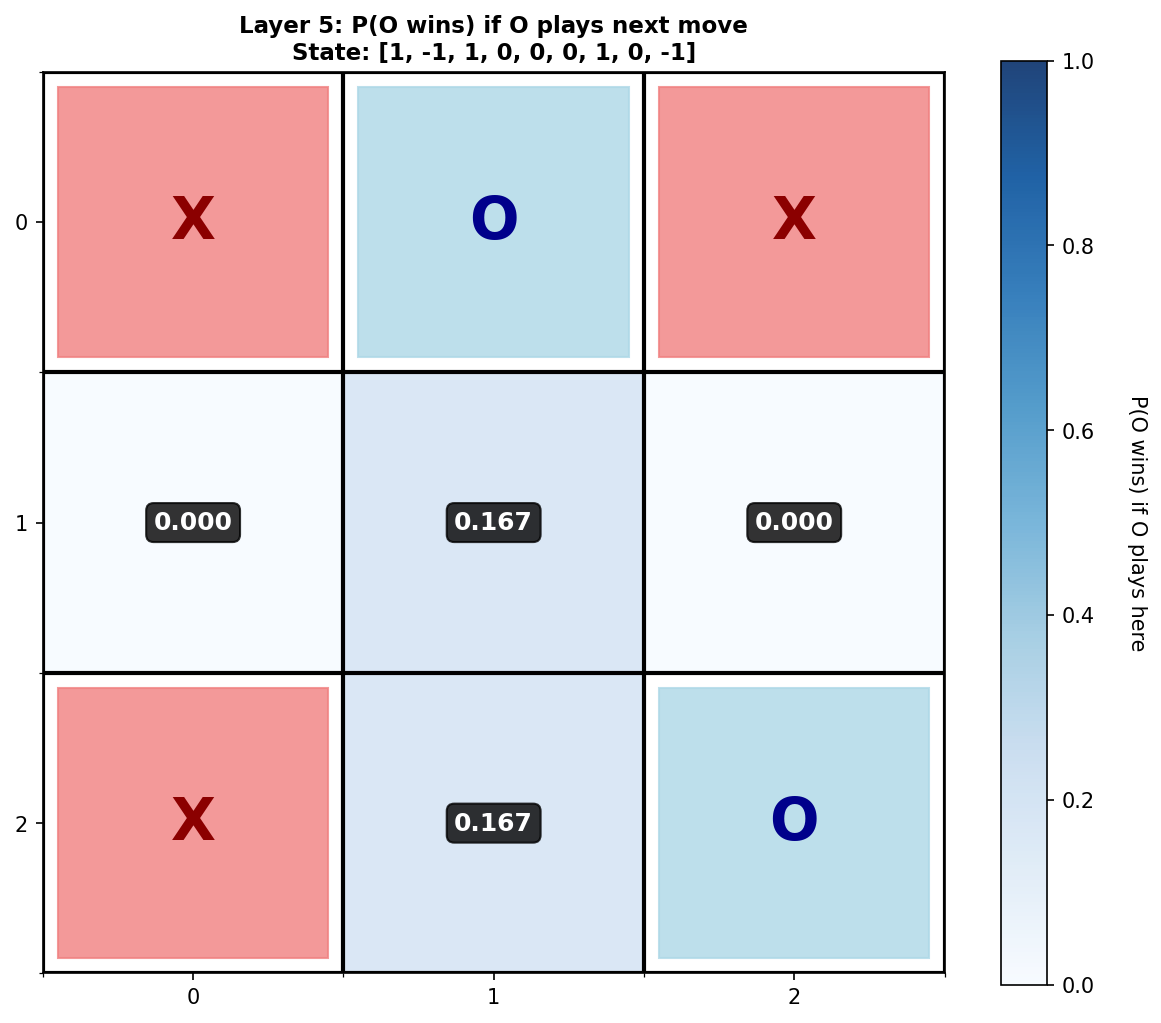 Layer 5: P(O wins) if O plays next move
State: [1, -1, 1, 0, 0, 0, 1, 0, -1]
X O X
0.000 0.167 0.000
X 0.167 O
0
1
2
0 1 2
1.0
0.8
0.6
0.4
0.2
0.0
P(O wins) if O plays here